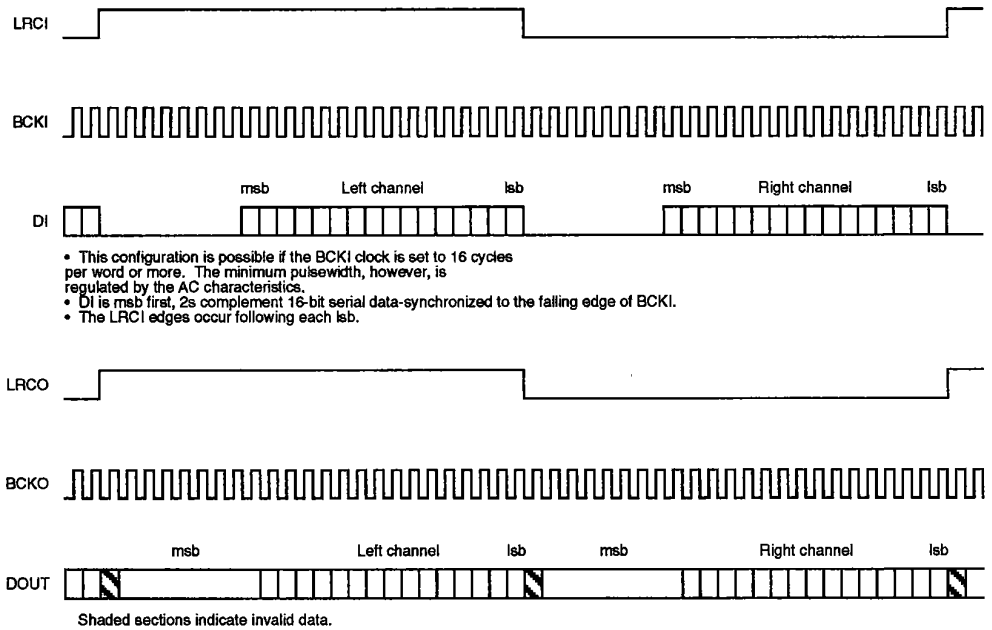 LRCI
BCKI
msb Left channel lsb msb Right channel lsb
DI
• This configuration is possible if the BCKI clock is set to 16 cycles
per word or more. The minimum pulsewidth, however, is
regulated by the AC characteristics.
• DI is msb first, 2s complement 16-bit serial data-synchronized to the falling edge of BCKI.
• The LRCI edges occur following each lsb.
LRCO
BCKO
msb Left channel lsb msb Right channel lsb
DOUT
Shaded sections indicate invalid data.